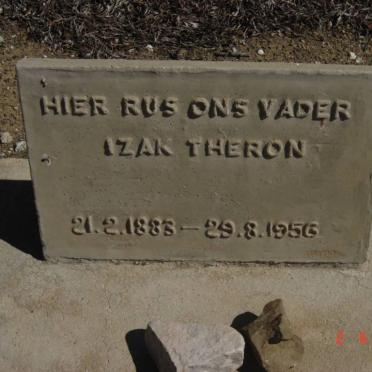 HIER RUS ONS VADER
IZAK THERON
21.2.1883 – 29.8.1956